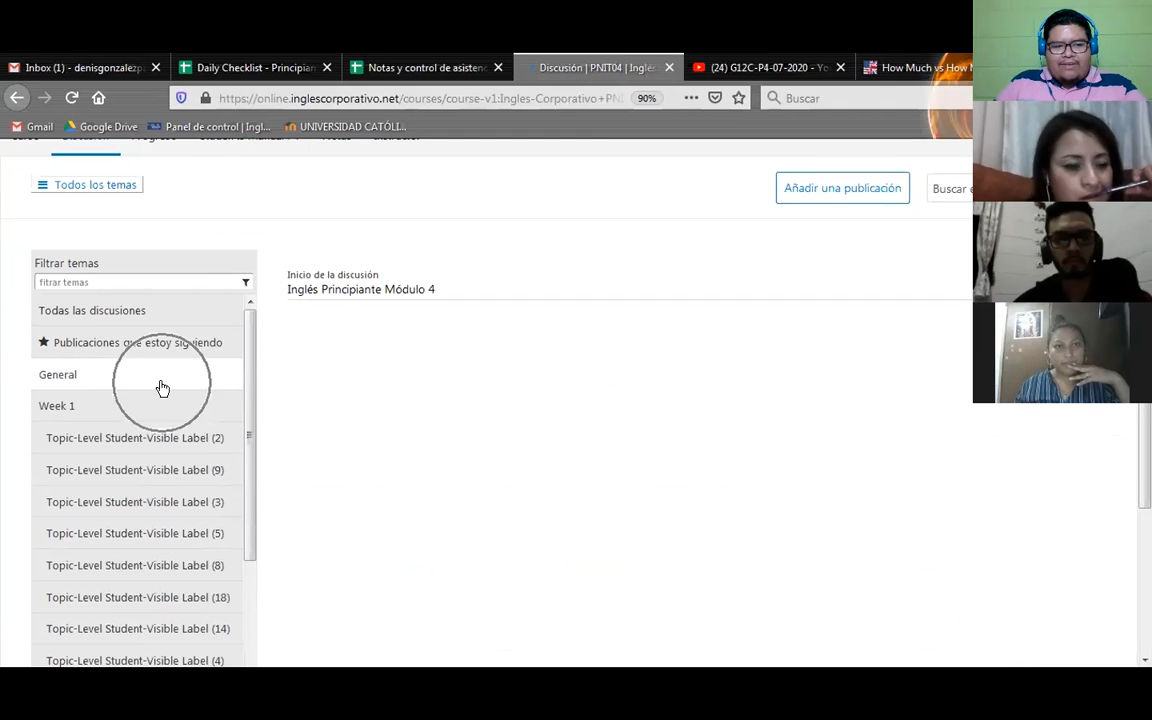 Inbox (1) - denisgonzalezp
Daily Checklist - Principian
Notas y control de asistenc
Discusión | PNIT04 | Inglés
(24) G12C-P4-07-2020 - Yo
How Much vs How M
https://online.inglescorporativo.net/courses/course-v1:Ingles-Corporativo+PN
90%
Buscar
Gmail
Google Drive
Panel de control | Ingl...
UNIVERSIDAD CATÓLI...
Todos los temas
Añadir una publicación
Buscar e
Filtrar temas
filtrar temas
Inicio de la discusión
Inglés Principiante Módulo 4
Todas las discusiones
Publicaciones que estoy siguiendo
General
Week 1
Topic-Level Student-Visible Label (2)
Topic-Level Student-Visible Label (9)
Topic-Level Student-Visible Label (3)
Topic-Level Student-Visible Label (5)
Topic-Level Student-Visible Label (8)
Topic-Level Student-Visible Label (18)
Topic-Level Student-Visible Label (14)
Topic-Level Student-Visible Label (4)